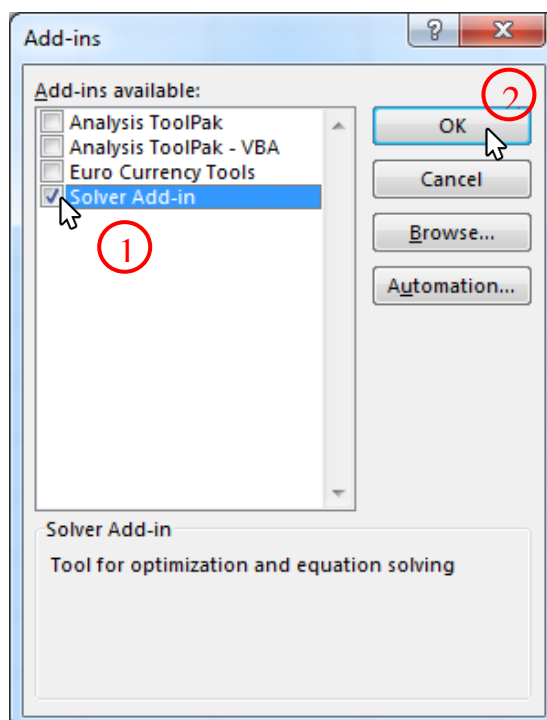 Add-ins
?
x
Add-ins available:
Analysis ToolPak
Analysis ToolPak - VBA
Euro Currency Tools
Solver Add-in
1
2
OK
Cancel
Browse...
Automation...
Solver Add-in
Tool for optimization and equation solving